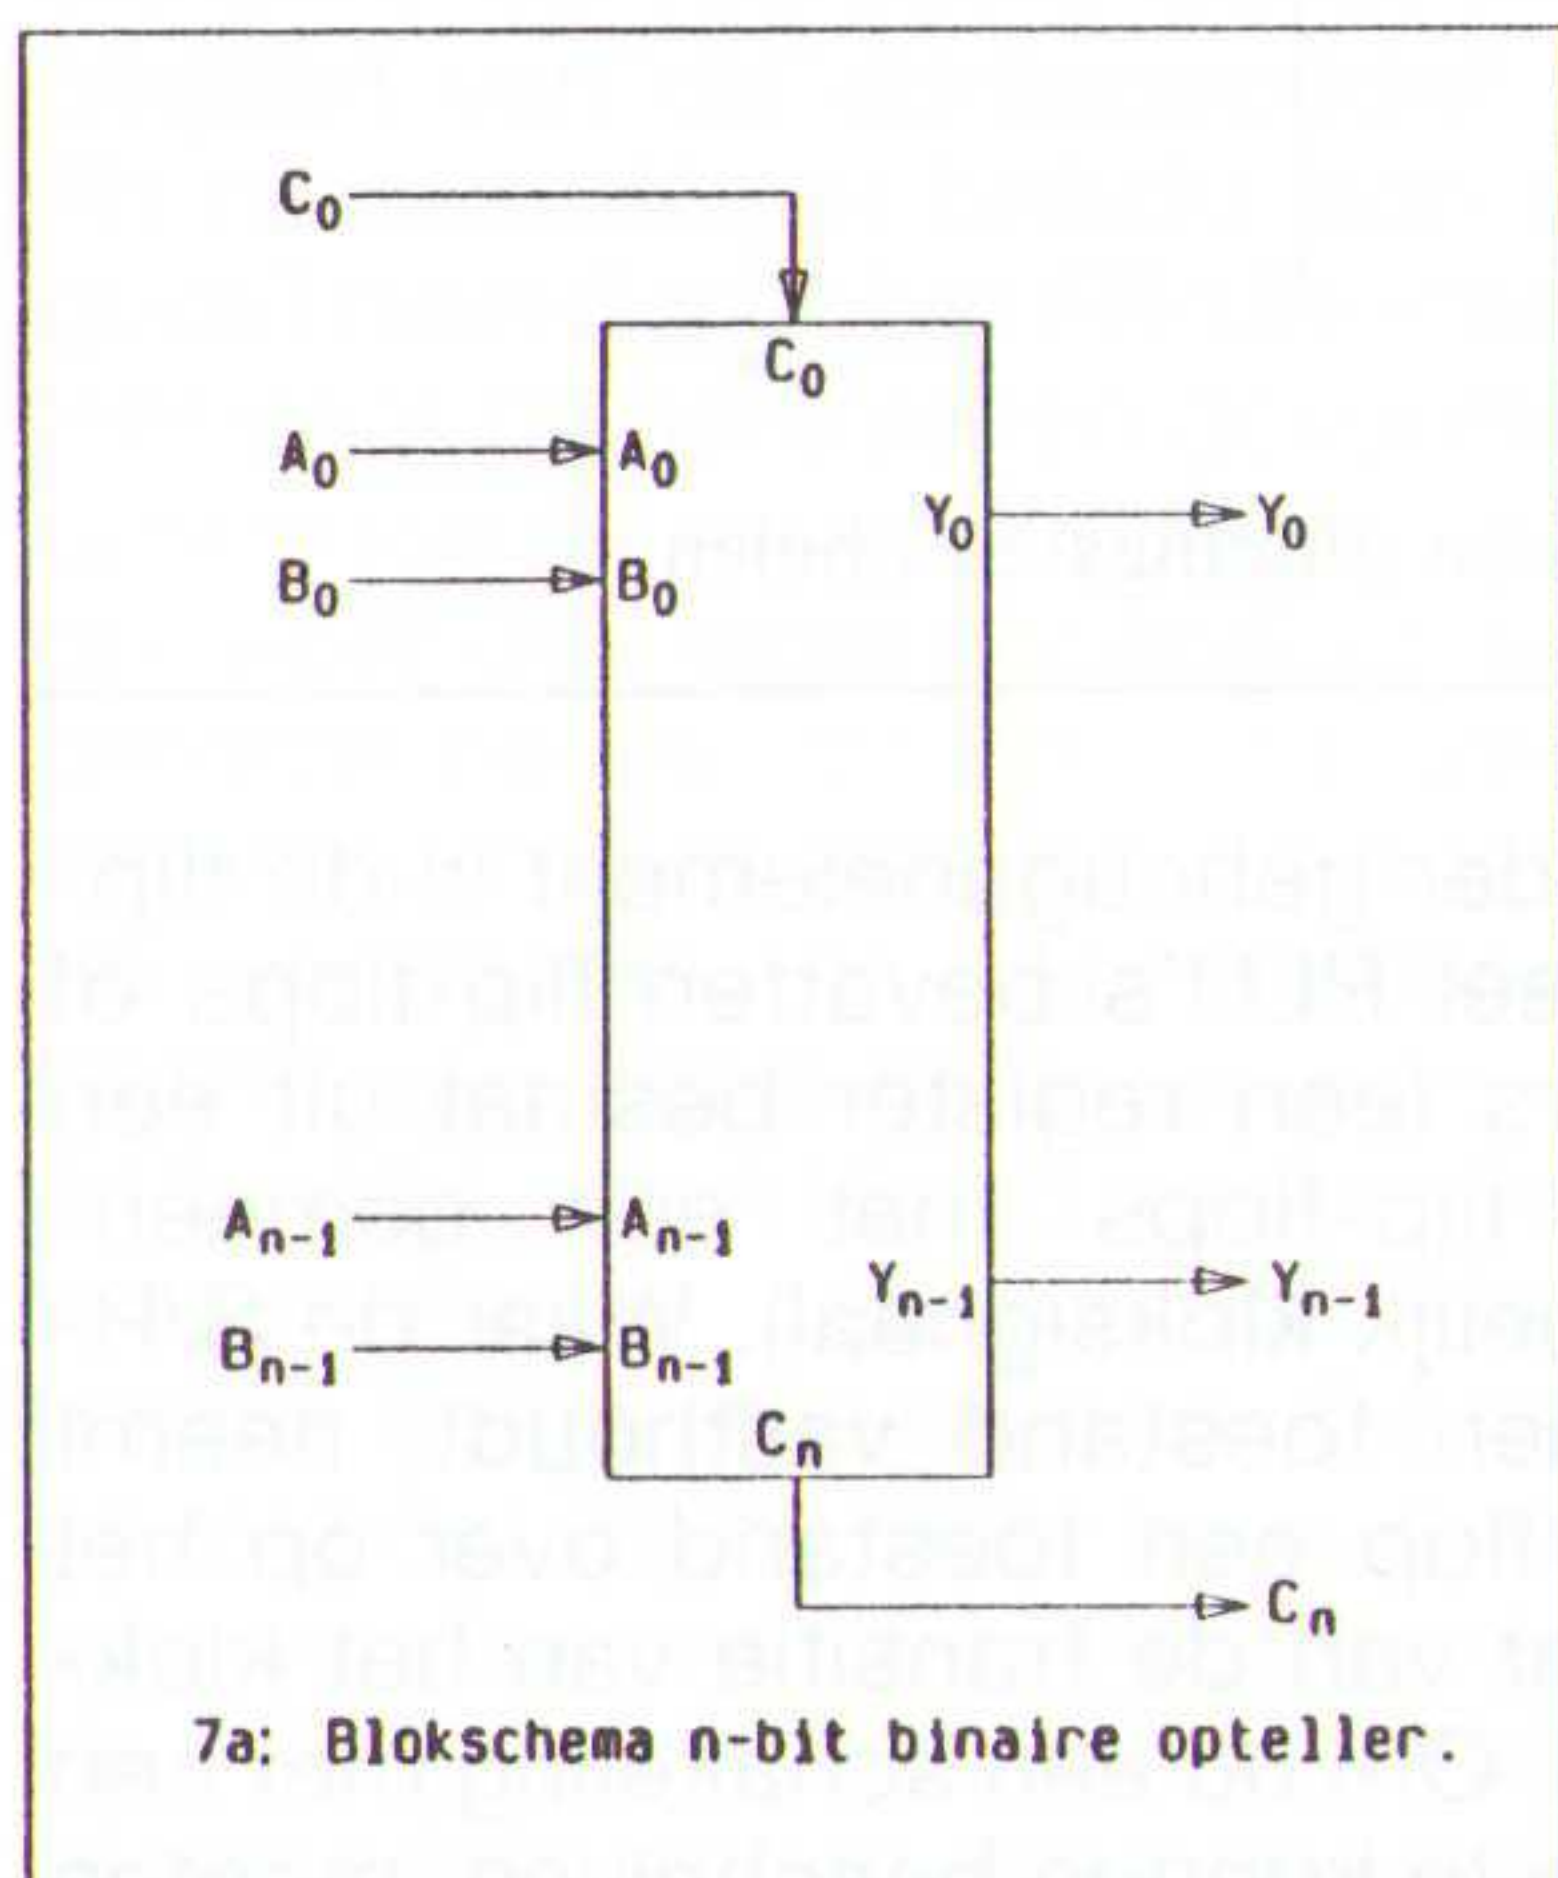 C₀
C₀
A₀ A₀
Y₀ Y₀
B₀ B₀
Aₙ₋₁ Aₙ₋₁
Yₙ₋₁ Yₙ₋₁
Bₙ₋₁ Bₙ₋₁
Cₙ
Cₙ
7a: Blokschema n-bit binaire opteller.